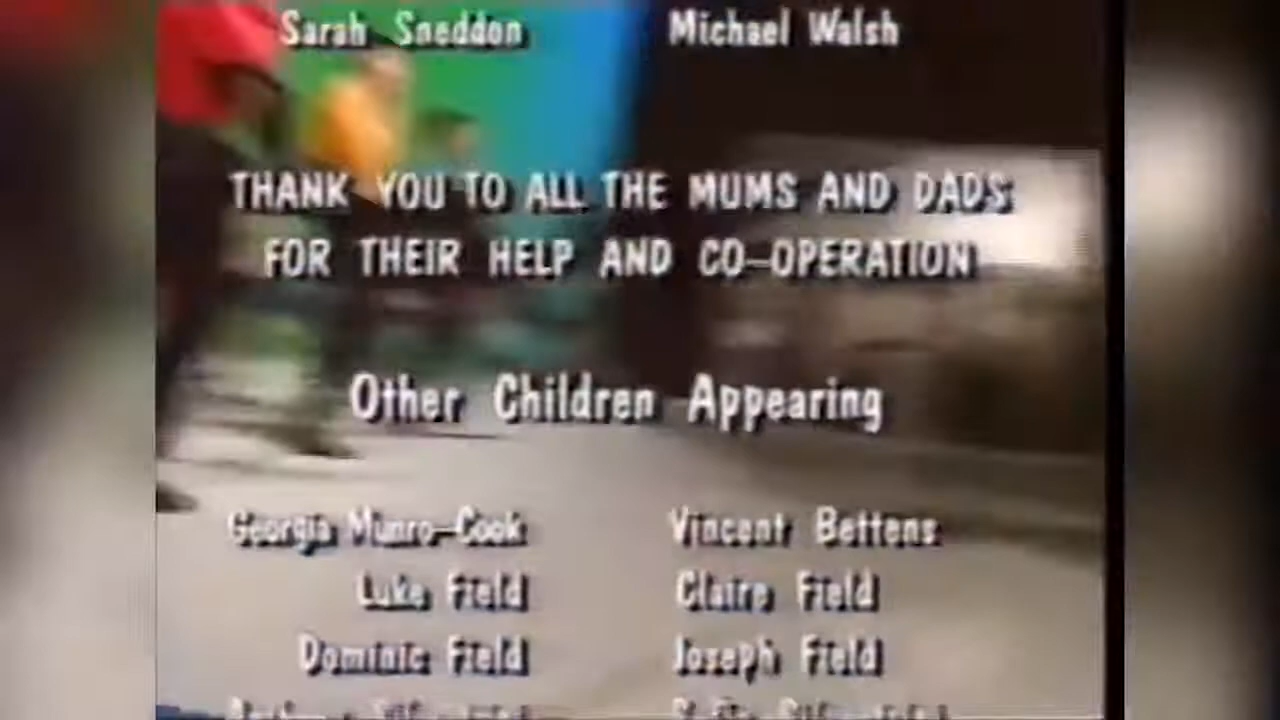 Sarah Sneddon Michael Walsh
THANK YOU TO ALL THE MUMS AND DADS
FOR THEIR HELP AND CO-OPERATION
Other Children Appearing
Georgia Munro-Cook Vincent Bettens
Luke Field Claire Field
Dominic Field Joseph Field